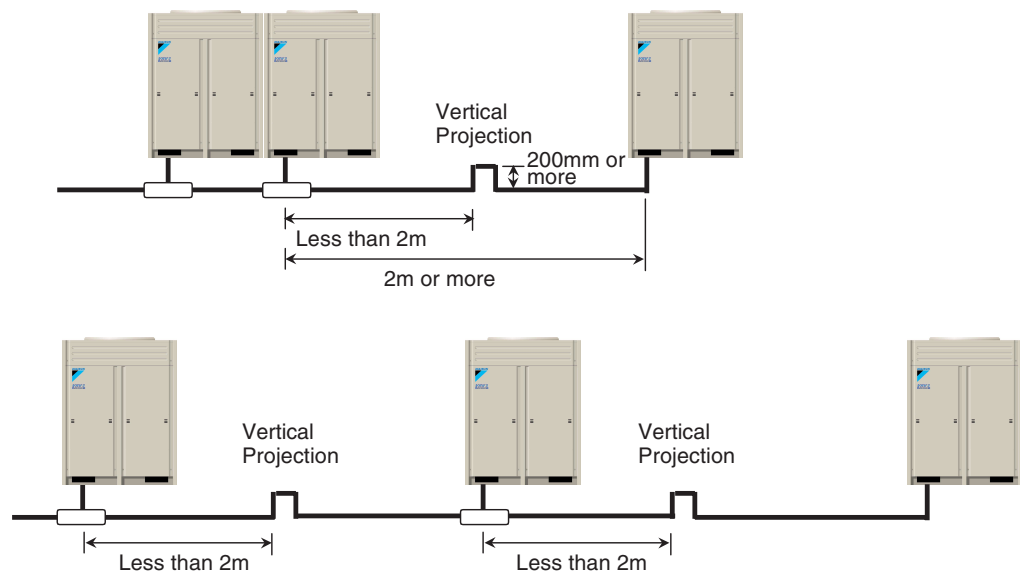 Vertical
Projection
200mm or
more
Less than 2m
2m or more
Vertical
Projection
Vertical
Projection
Less than 2m
Less than 2m